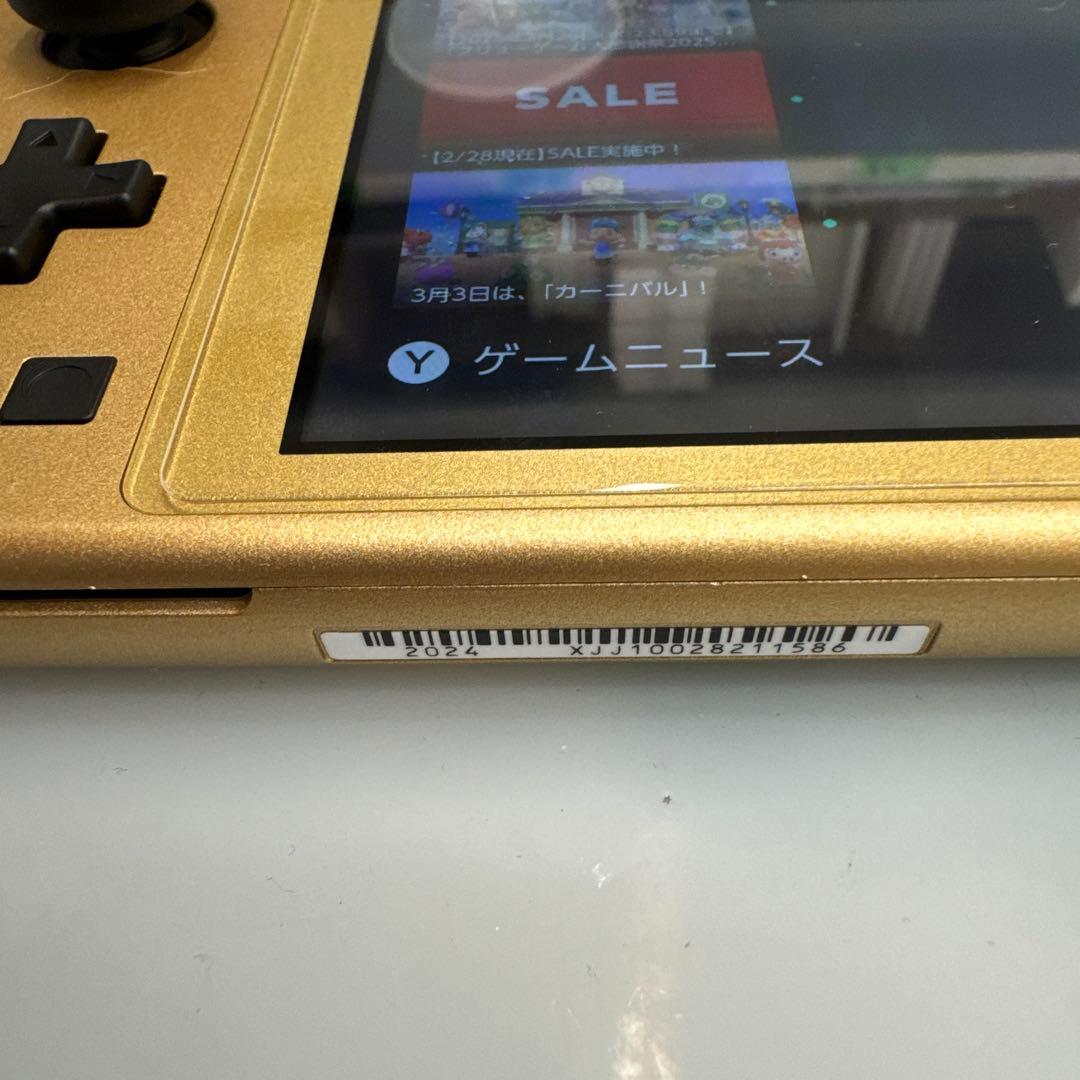 SALE
・【2/28現在】SALE実施中！
3月3日は、「カーニバル」！
Y ゲームニュース
2024 XJJ10028211586